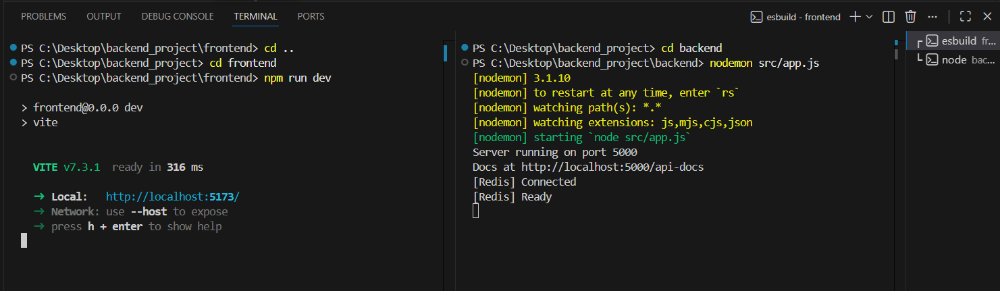 PROBLEMS OUTPUT DEBUG CONSOLE TERMINAL PORTS
esbuild - frontend
PS C:\Desktop\backend_project\frontend> cd ..
PS C:\Desktop\backend_project> cd frontend
PS C:\Desktop\backend_project\frontend> npm run dev
> frontend@0.0.0 dev
> vite
VITE v7.3.1 ready in 316 ms
➜ Local: http://localhost:5173/
➜ Network: use --host to expose
➜ press h + enter to show help
PS C:\Desktop\backend_project> cd backend
PS C:\Desktop\backend_project\backend> nodemon src/app.js
[nodemon] 3.1.10
[nodemon] to restart at any time, enter `rs`
[nodemon] watching path(s): *.*
[nodemon] watching extensions: js,mjs,cjs,json
[nodemon] starting `node src/app.js`
Server running on port 5000
Docs at http://localhost:5000/api-docs
[Redis] Connected
[Redis] Ready
esbuild fr...
node bac...